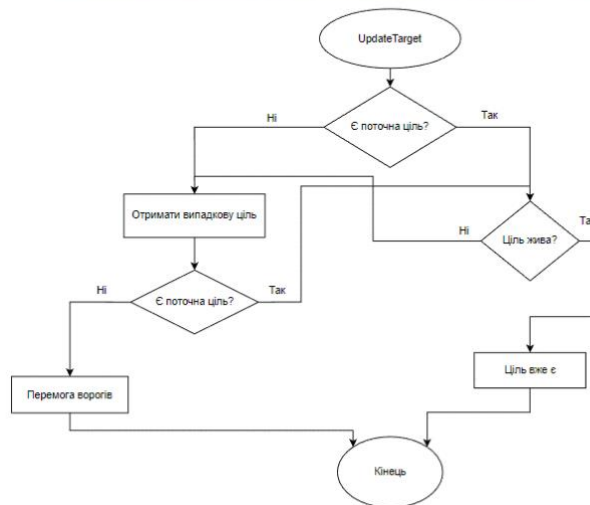 UpdateTarget
Є поточна ціль?
Ні
Так
Отримати випадкову ціль
Ціль жива?
Ні
Є поточна ціль?
Ні
Так
Ціль вже є
Перемога ворогів
Кінець